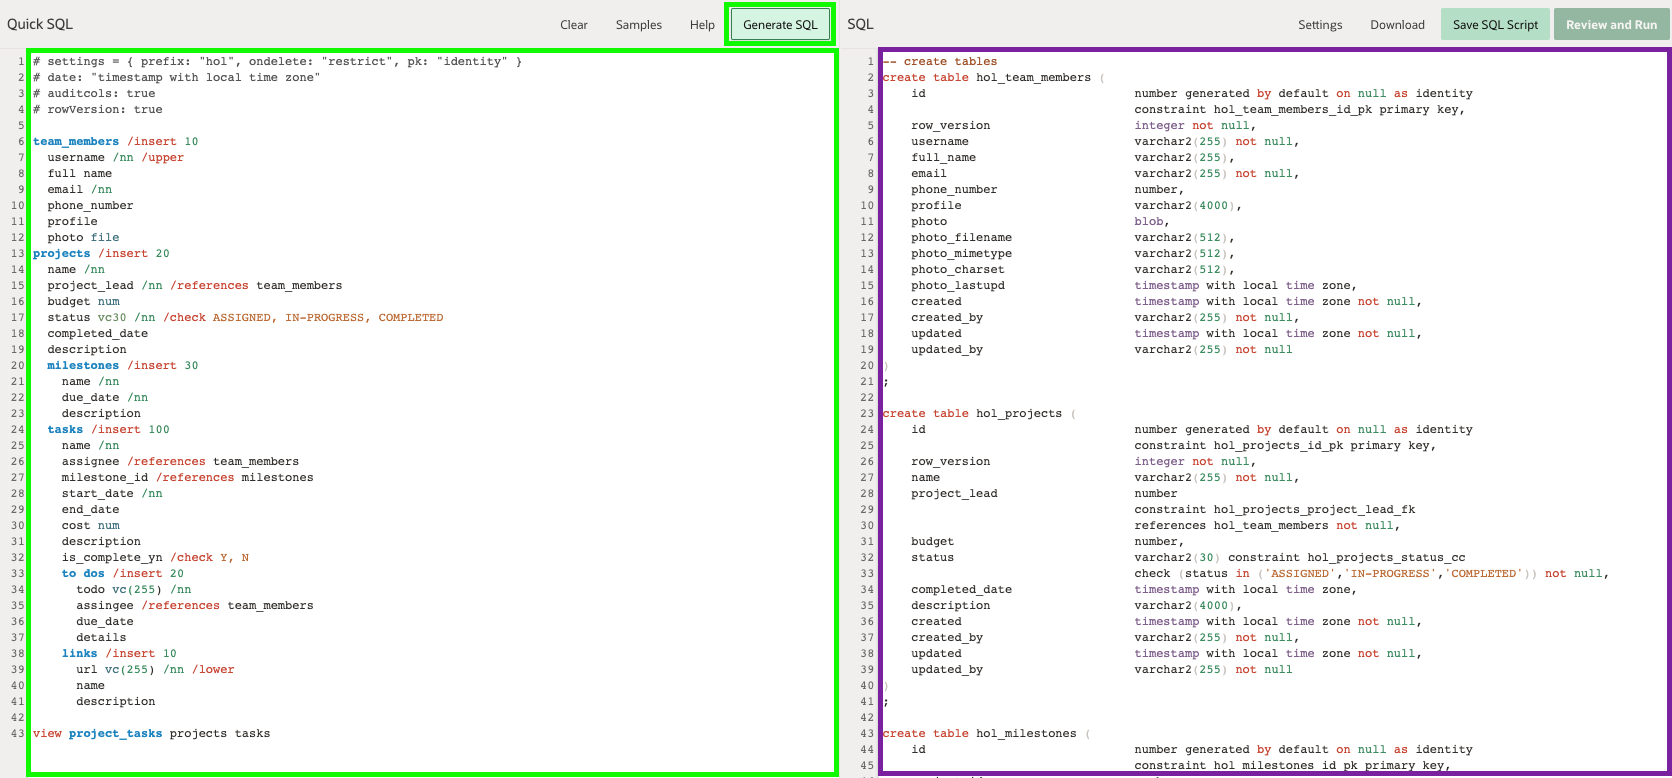 Quick SQL
Clear Samples Help Generate SQL
1 # settings = { prefix: "hol", ondelete: "restrict", pk: "identity" }
2 # date: "timestamp with local time zone"
3 # auditcols: true
4 # rowVersion: true
5
6 team_members /insert 10
7 username /nn /upper
8 full name
9 email /nn
10 phone_number
11 profile
12 photo file
13 projects /insert 20
14 name /nn
15 project_lead /nn /references team_members
16 budget num
17 status vc30 /nn /check ASSIGNED, IN-PROGRESS, COMPLETED
18 completed_date
19 description
20 milestones /insert 30
21 name /nn
22 due_date /nn
23 description
24 tasks /insert 100
25 name /nn
26 assignee /references team_members
27 milestone_id /references milestones
28 start_date /nn
29 end_date
30 cost num
31 description
32 is_complete_yn /check Y, N
33 to dos /insert 20
34 todo vc(255) /nn
35 assingee /references team_members
36 due_date
37 details
38 links /insert 10
39 url vc(255) /nn /lower
40 name
41 description
42
43 view project_tasks projects tasks
SQL
Settings Download Save SQL Script Review and Run
1 -- create tables
2 create table hol_team_members (
3 id number generated by default on null as identity
4 constraint hol_team_members_id_pk primary key,
5 row_version integer not null,
6 username varchar2(255) not null,
7 full_name varchar2(255),
8 email varchar2(255) not null,
9 phone_number number,
10 profile varchar2(4000),
11 photo blob,
12 photo_filename varchar2(512),
13 photo_mimetype varchar2(512),
14 photo_charset varchar2(512),
15 photo_lastupd timestamp with local time zone,
16 created timestamp with local time zone not null,
17 created_by varchar2(255) not null,
18 updated timestamp with local time zone not null,
19 updated_by varchar2(255) not null
20 )
21 ;
22
23 create table hol_projects (
24 id number generated by default on null as identity
25 constraint hol_projects_id_pk primary key,
26 row_version integer not null,
27 name varchar2(255) not null,
28 project_lead number
29 constraint hol_projects_project_lead_fk
30 references hol_team_members not null,
31 budget number,
32 status varchar2(30) constraint hol_projects_status_cc
33 check (status in ('ASSIGNED','IN-PROGRESS','COMPLETED')) not null,
34 completed_date timestamp with local time zone,
35 description varchar2(4000),
36 created timestamp with local time zone not null,
37 created_by varchar2(255) not null,
38 updated timestamp with local time zone not null,
39 updated_by varchar2(255) not null
40 )
41 ;
42
43 create table hol_milestones (
44 id number generated by default on null as identity
45 constraint hol_milestones_id_pk primary key,